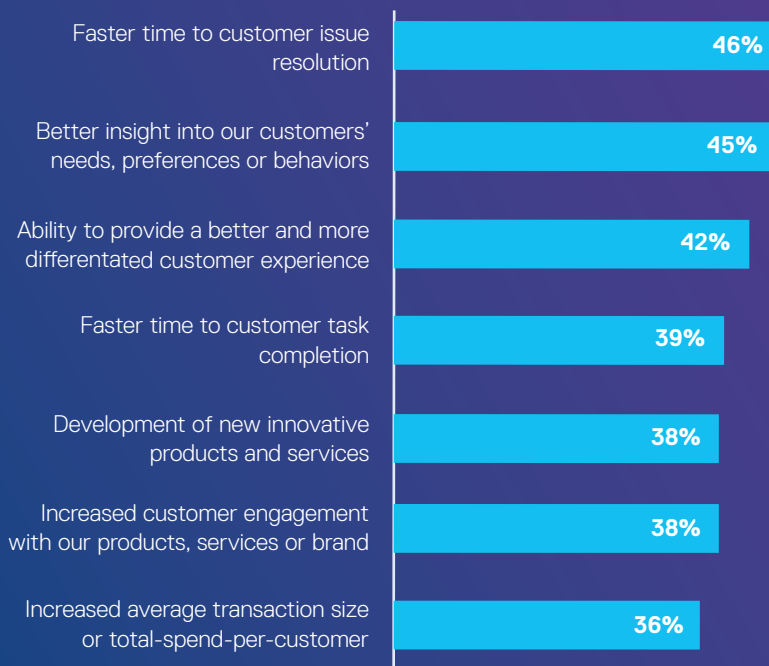 Faster time to customer issue
resolution
46%
Better insight into our customers’
needs, preferences or behaviors
45%
Ability to provide a better and more
differentated customer experience
42%
Faster time to customer task
completion
39%
Development of new innovative
products and services
38%
Increased customer engagement
with our products, services or brand
38%
Increased average transaction size
or total-spend-per-customer
36%